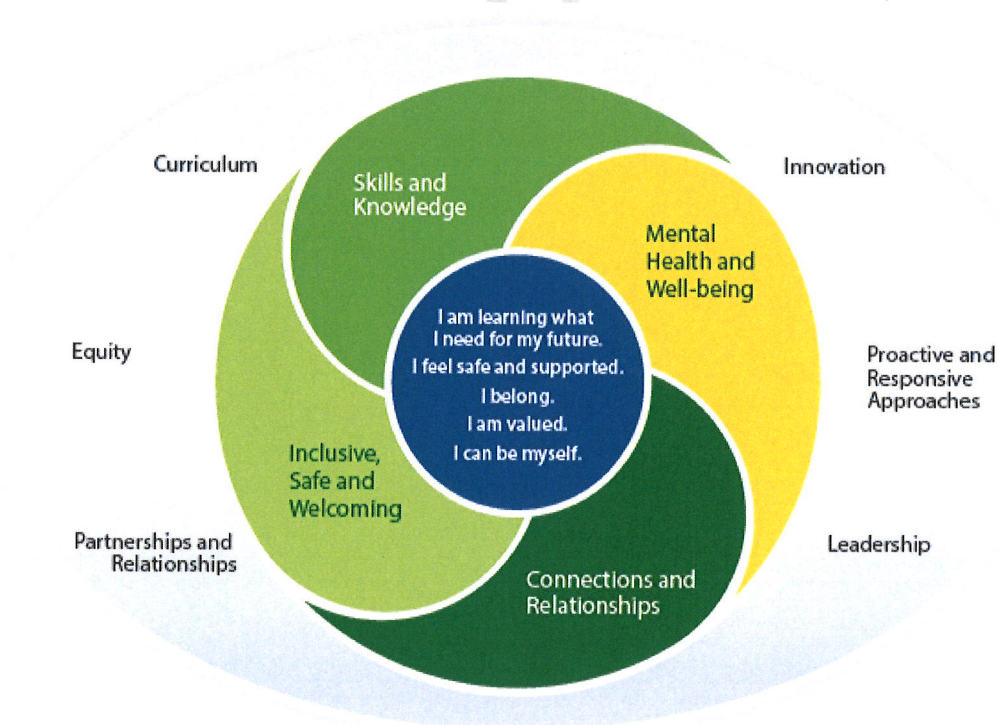 Curriculum
Innovation
Skills and
Knowledge
Mental
Health and
Well-being
I am learning what
I need for my future.
I feel safe and supported.
I belong.
I am valued.
I can be myself.
Equity
Proactive and
Responsive
Approaches
Inclusive,
Safe and
Welcoming
Partnerships and
Relationships
Leadership
Connections and
Relationships